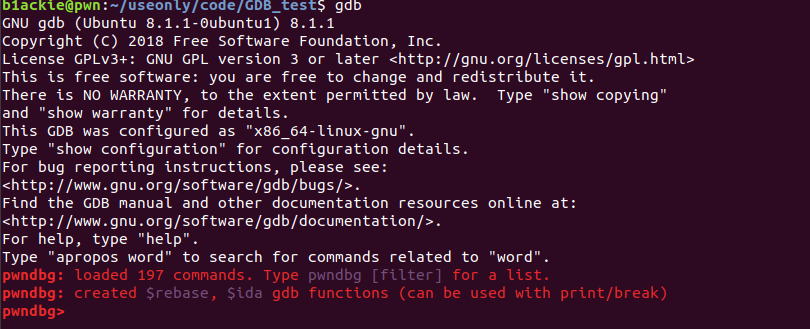 b1ackie@pwn:~/useonly/code/GDB_test$ gdb
GNU gdb (Ubuntu 8.1.1-0ubuntu1) 8.1.1
Copyright (C) 2018 Free Software Foundation, Inc.
License GPLv3+: GNU GPL version 3 or later <http://gnu.org/licenses/gpl.html>
This is free software: you are free to change and redistribute it.
There is NO WARRANTY, to the extent permitted by law.  Type "show copying"
and "show warranty" for details.
This GDB was configured as "x86_64-linux-gnu".
Type "show configuration" for configuration details.
For bug reporting instructions, please see:
<http://www.gnu.org/software/gdb/bugs/>.
Find the GDB manual and other documentation resources online at:
<http://www.gnu.org/software/gdb/documentation/>.
For help, type "help".
Type "apropos word" to search for commands related to "word".
pwndbg: loaded 197 commands. Type pwndbg [filter] for a list.
pwndbg: created $rebase, $ida gdb functions (can be used with print/break)
pwndbg>